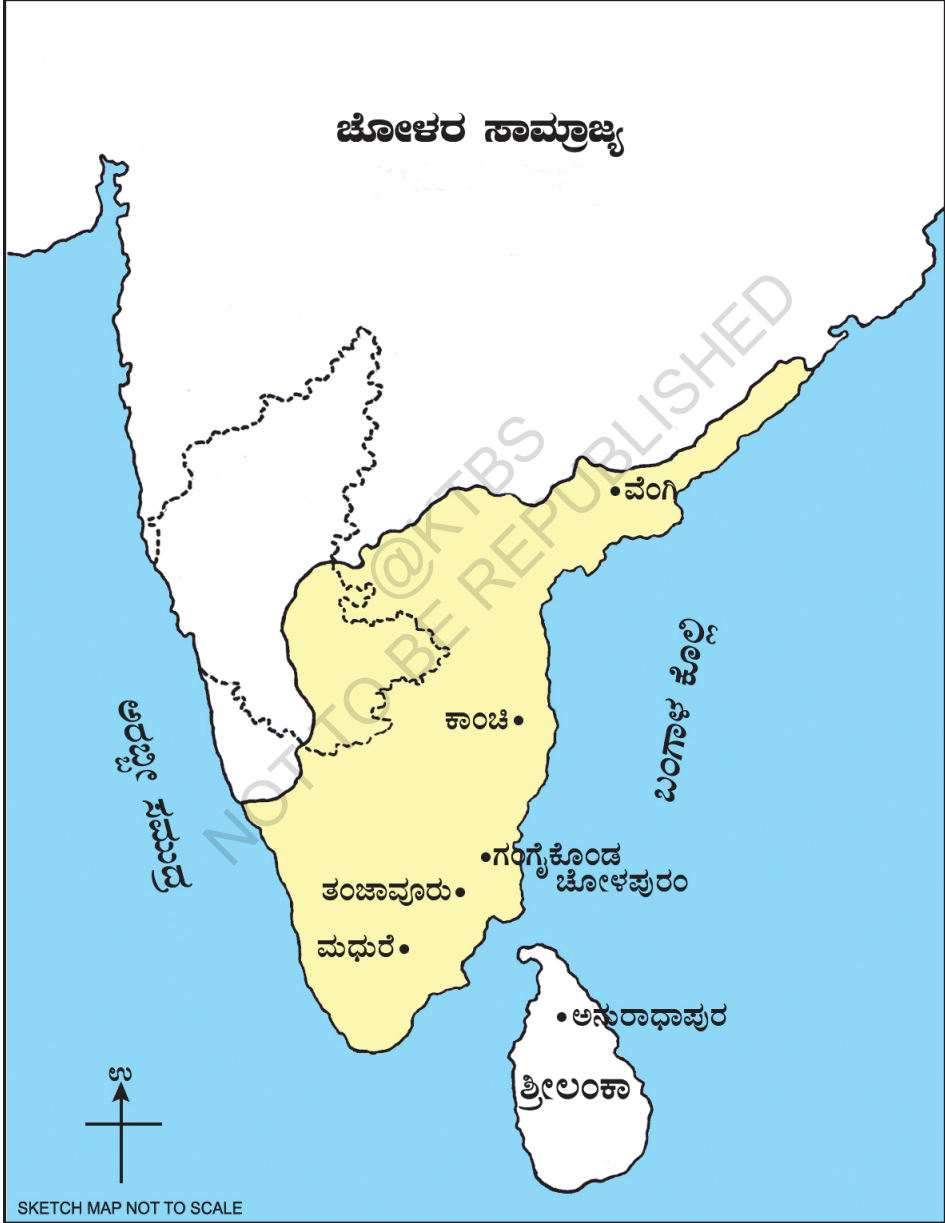 ಚೋಳರ ಸಾಮ್ರಾಜ್ಯ
@KTBS
NOT TO BE REPUBLISHED
ವೆಂಗಿ
ಬಂಗಾಳ ಕೊಲ್ಲಿ
ಅರಬ್ಬೀ ಸಮುದ್ರ
ಕಾಂಚಿ
ಗಂಗೈಕೊಂಡ
ಚೋಳಪುರಂ
ತಂಜಾವೂರು
ಮಧುರೆ
ಅನುರಾಧಾಪುರ
ಶ್ರೀಲಂಕಾ
ಉ
SKETCH MAP NOT TO SCALE